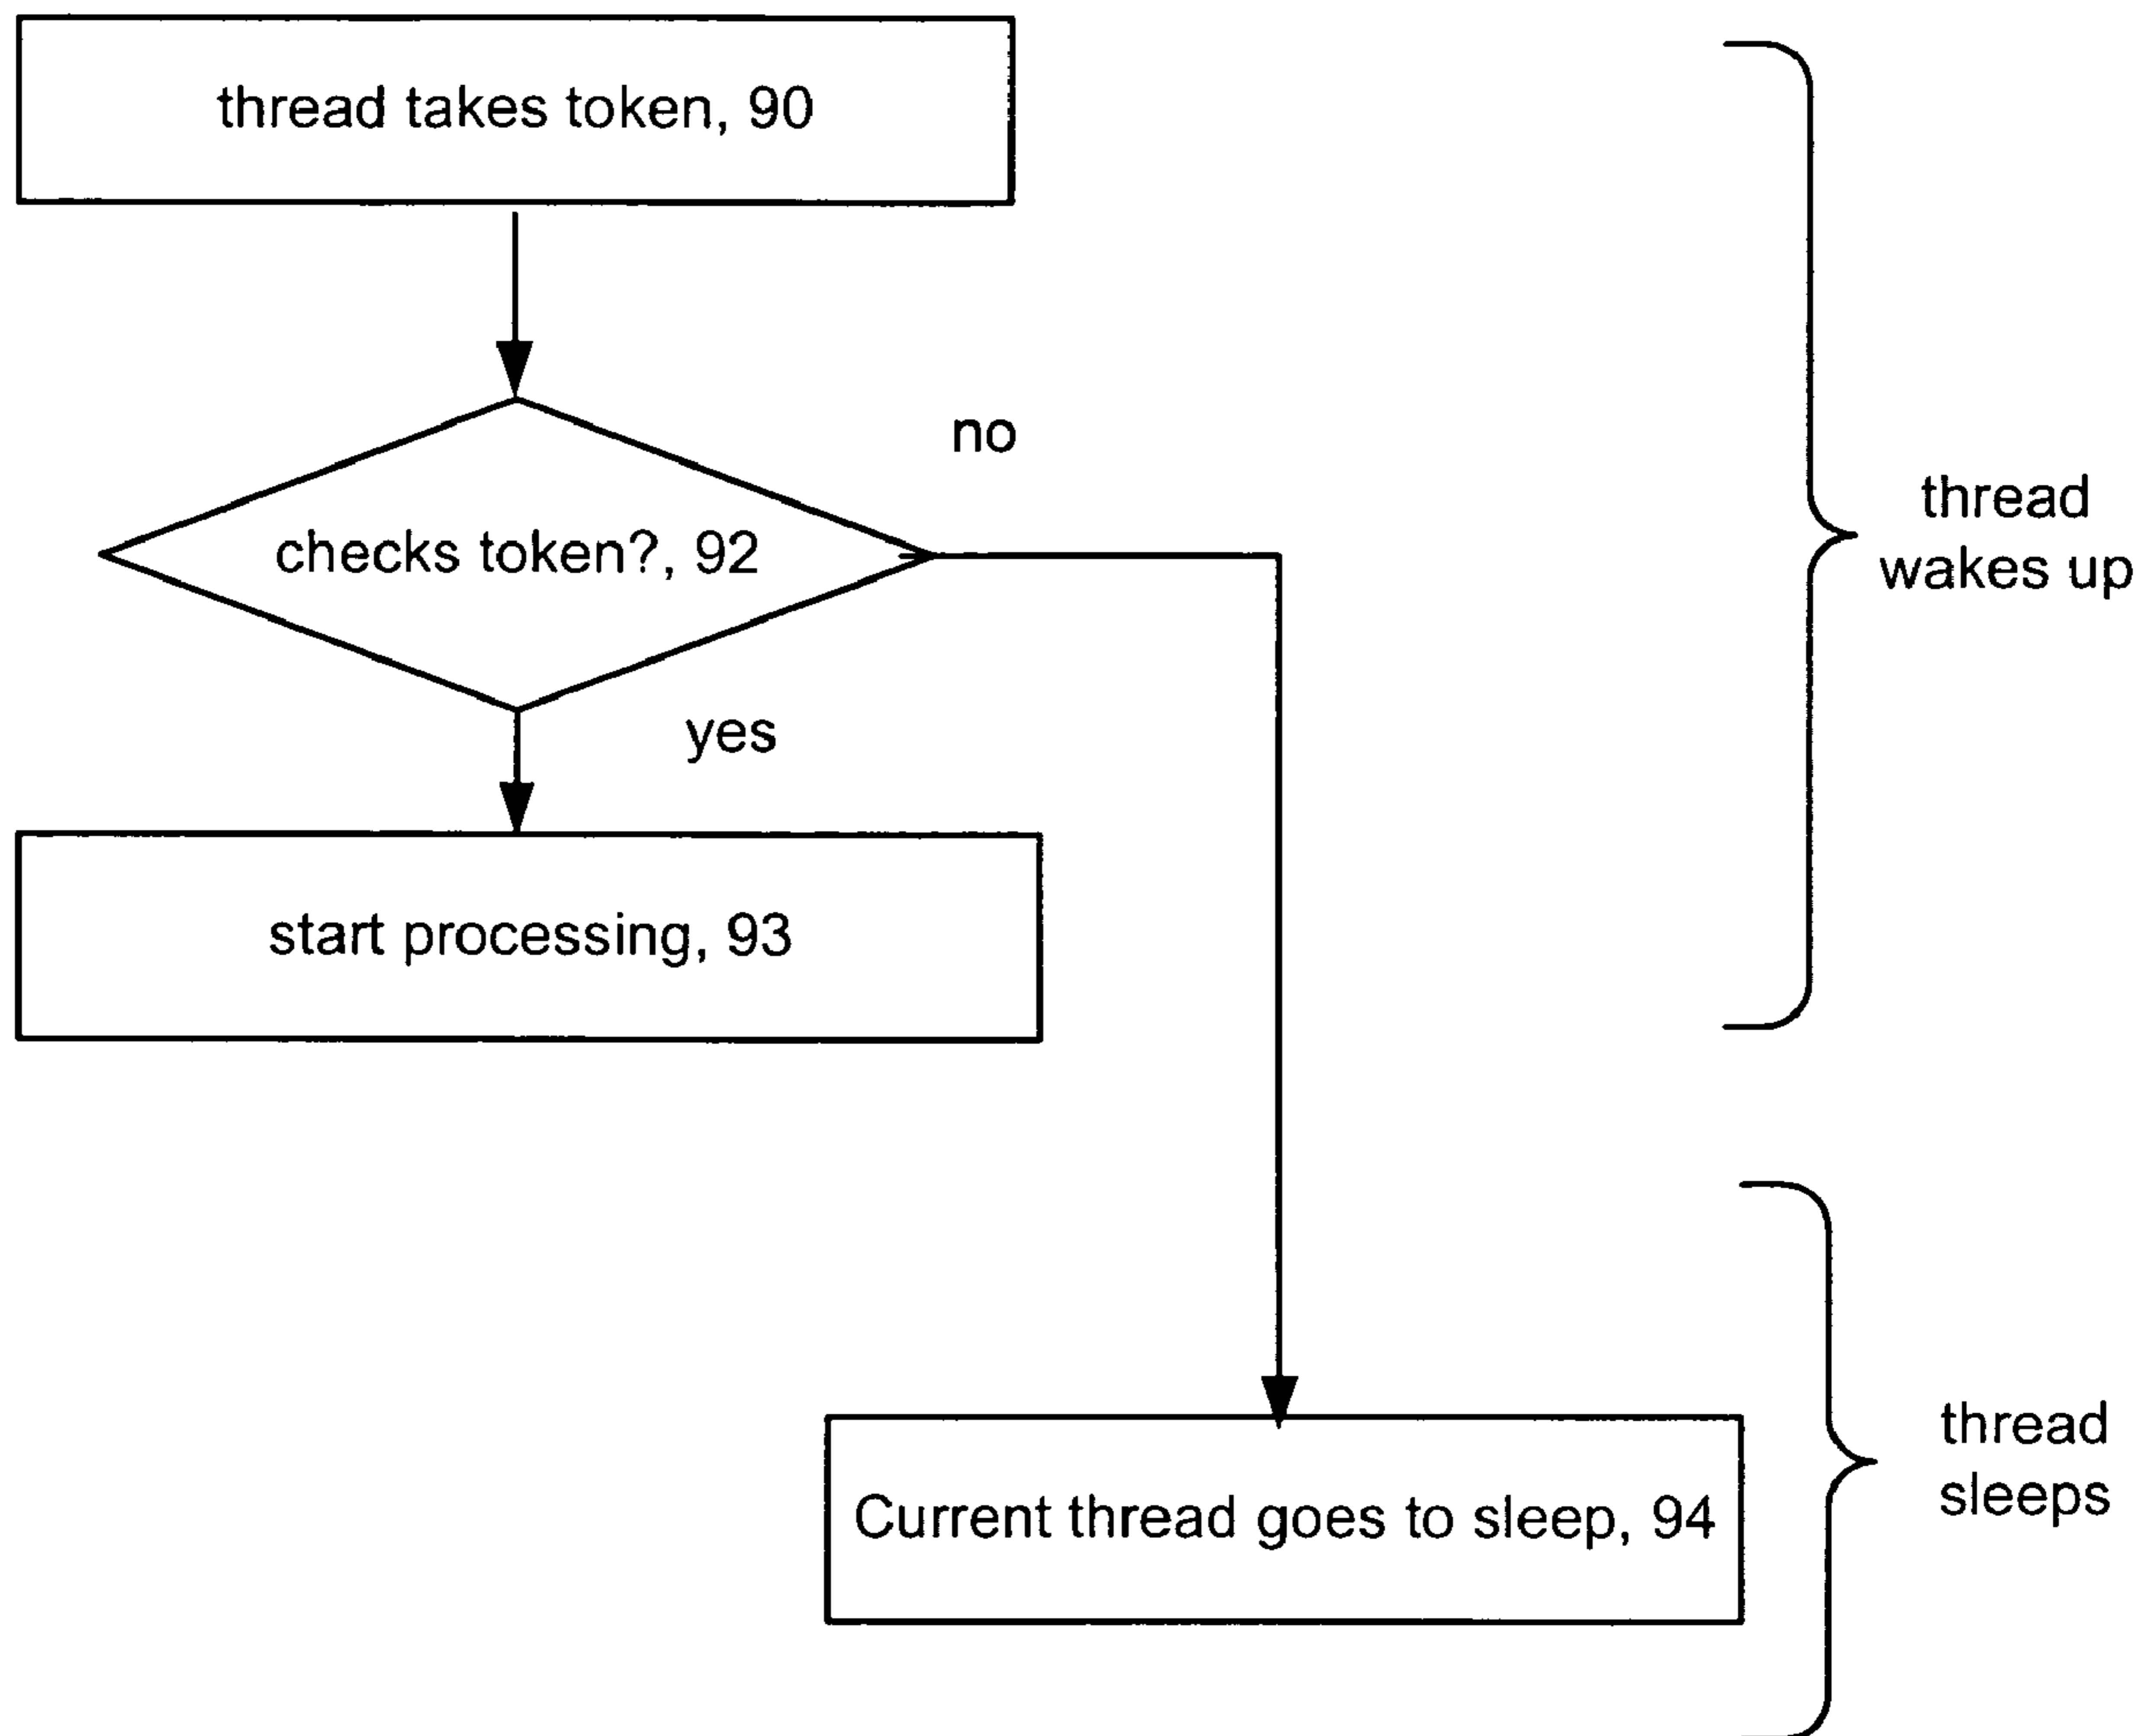 thread takes token, 90
no
checks token?, 92
thread
wakes up
yes
start processing, 93
thread
sleeps
Current thread goes to sleep, 94